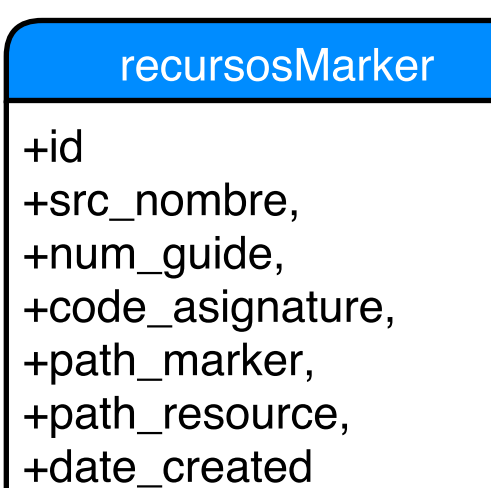 recursosMarker
+id
+src_nombre,
+num_guide,
+code_asignature,
+path_marker,
+path_resource,
+date_created